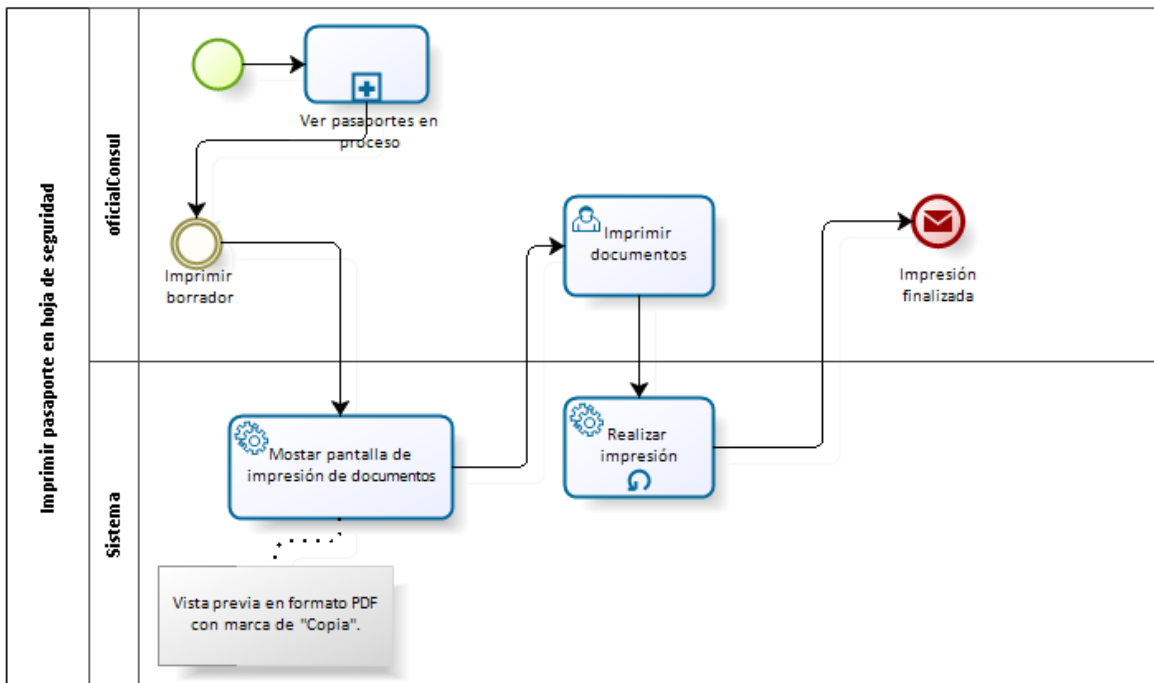 Imprimir pasaporte en hoja de seguridad
oficialConsul
Ver pasaportes en
proceso
Imprimir
borrador
Imprimir
documentos
Impresión
finalizada
Sistema
Mostar pantalla de
impresión de documentos
Realizar
impresión
Vista previa en formato PDF
con marca de "Copia".